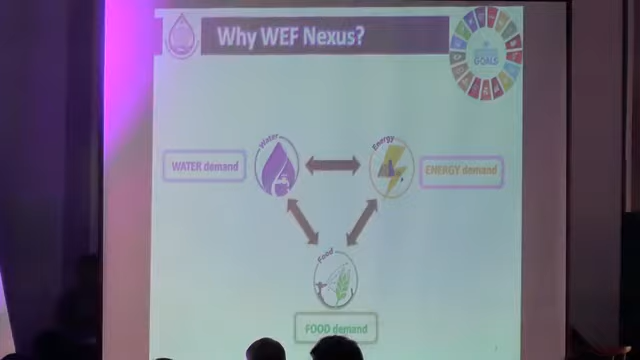 Why WEF Nexus?
GOALS
Water
Energy
WATER demand
ENERGY demand
Food
FOOD demand